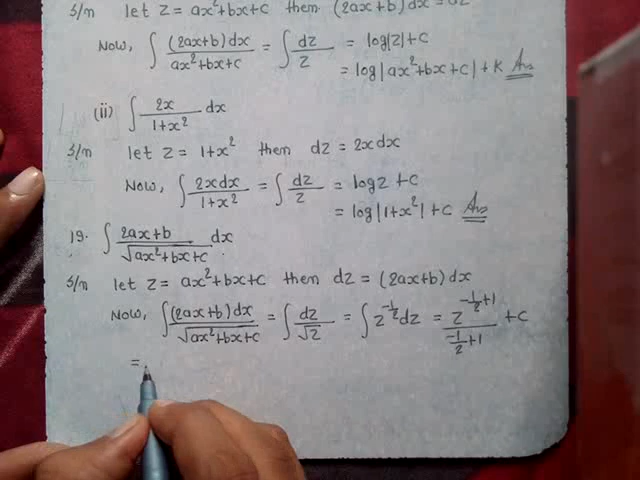 S/n let z = ax²+bx+c then (2ax+b)dx = dz
Now, ∫ (2ax+b)dx / ax²+bx+c = ∫ dz/z = log|z|+c
= log|ax²+bx+c|+K Ans
(ii) ∫ 2x / 1+x² dx
S/n let z = 1+x² then dz = 2x dx
Now, ∫ 2x dx / 1+x² = ∫ dz/z = log z + c
= log|1+x²|+c Ans
19. ∫ 2ax+b / √ax²+bx+c dx
S/n let z = ax²+bx+c then dz = (2ax+b) dx
Now, ∫ (2ax+b)dx / √ax²+bx+c = ∫ dz/√z = ∫ z^-1/2 dz = z^-1/2+1 / -1/2+1 + c
=